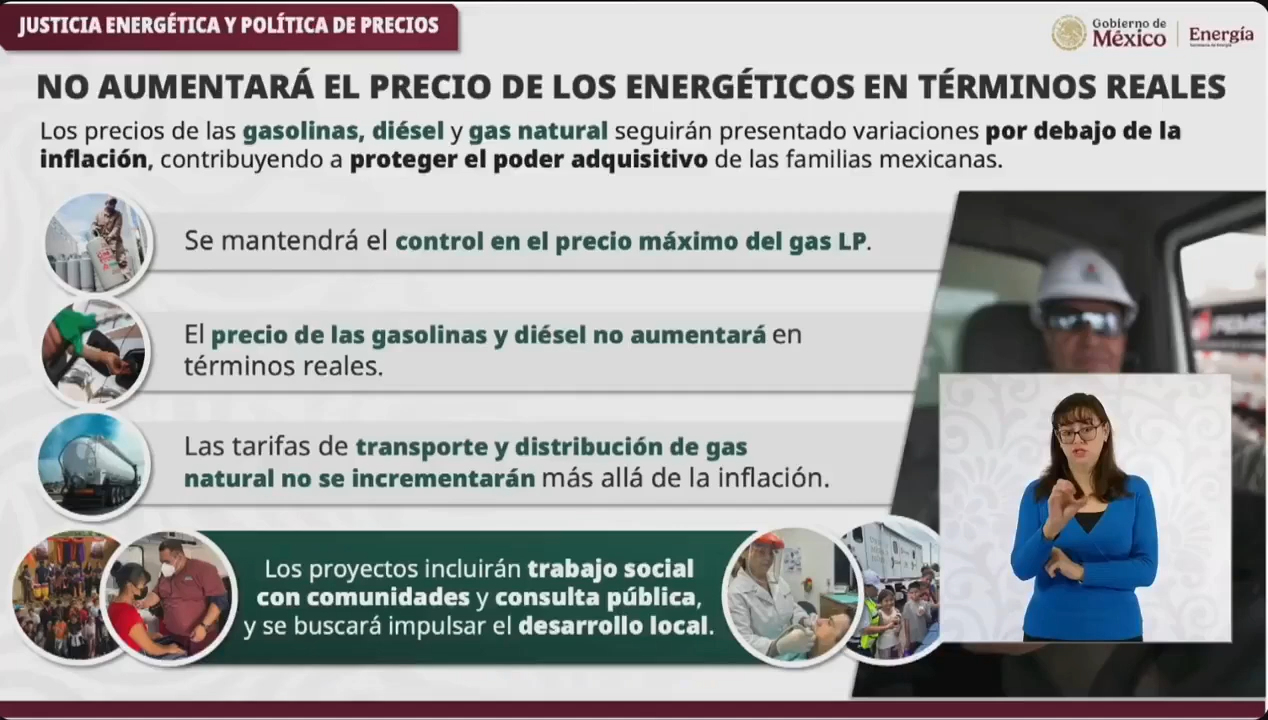 JUSTICIA ENERGÉTICA Y POLÍTICA DE PRECIOS
Gobierno de
México
Energía
Secretaría de Energía
NO AUMENTARÁ EL PRECIO DE LOS ENERGÉTICOS EN TÉRMINOS REALES
Los precios de las gasolinas, diésel y gas natural seguirán presentado variaciones por debajo de la
inflación, contribuyendo a proteger el poder adquisitivo de las familias mexicanas.
Se mantendrá el control en el precio máximo del gas LP.
El precio de las gasolinas y diésel no aumentará en
términos reales.
Las tarifas de transporte y distribución de gas
natural no se incrementarán más allá de la inflación.
Los proyectos incluirán trabajo social
con comunidades y consulta pública,
y se buscará impulsar el desarrollo local.